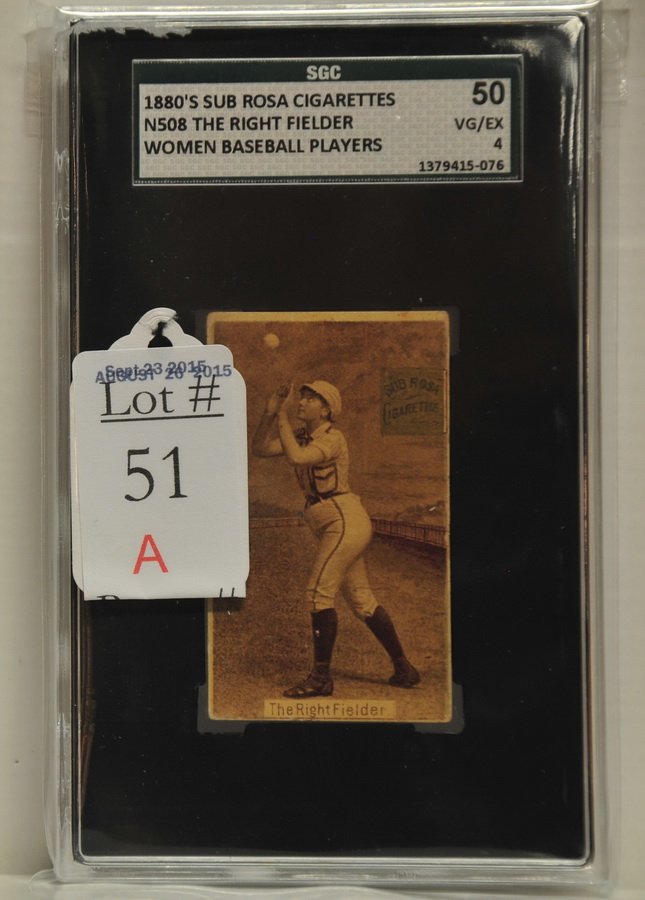 SGC
1880'S SUB ROSA CIGARETTES 50
N508 THE RIGHT FIELDER VG/EX
WOMEN BASEBALL PLAYERS 4
1379415-076
Sept 23 2015
AUGUST 26 2015
Lot #
51
A
SUB ROSA
CIGARETTES
The Right Fielder